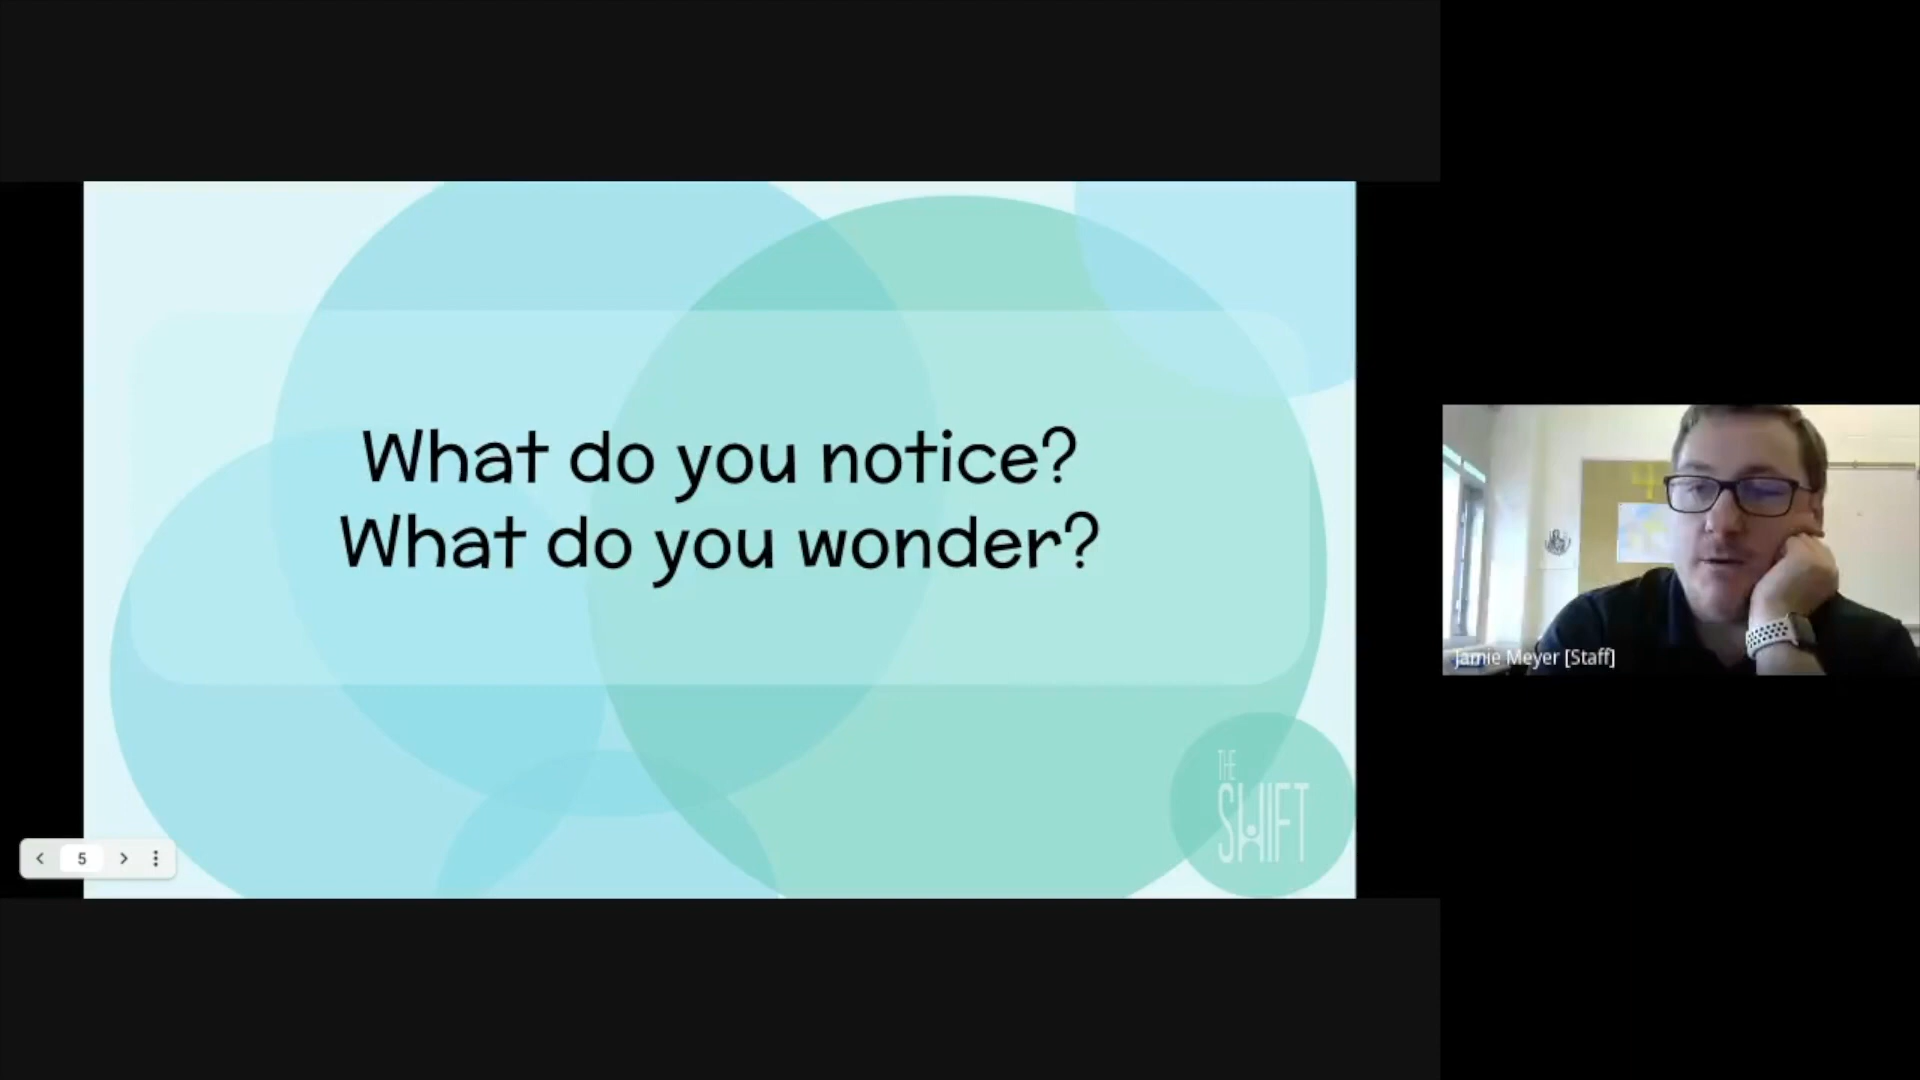 What do you notice?
What do you wonder?
THE
SHIFT
5
Jamie Meyer [Staff]